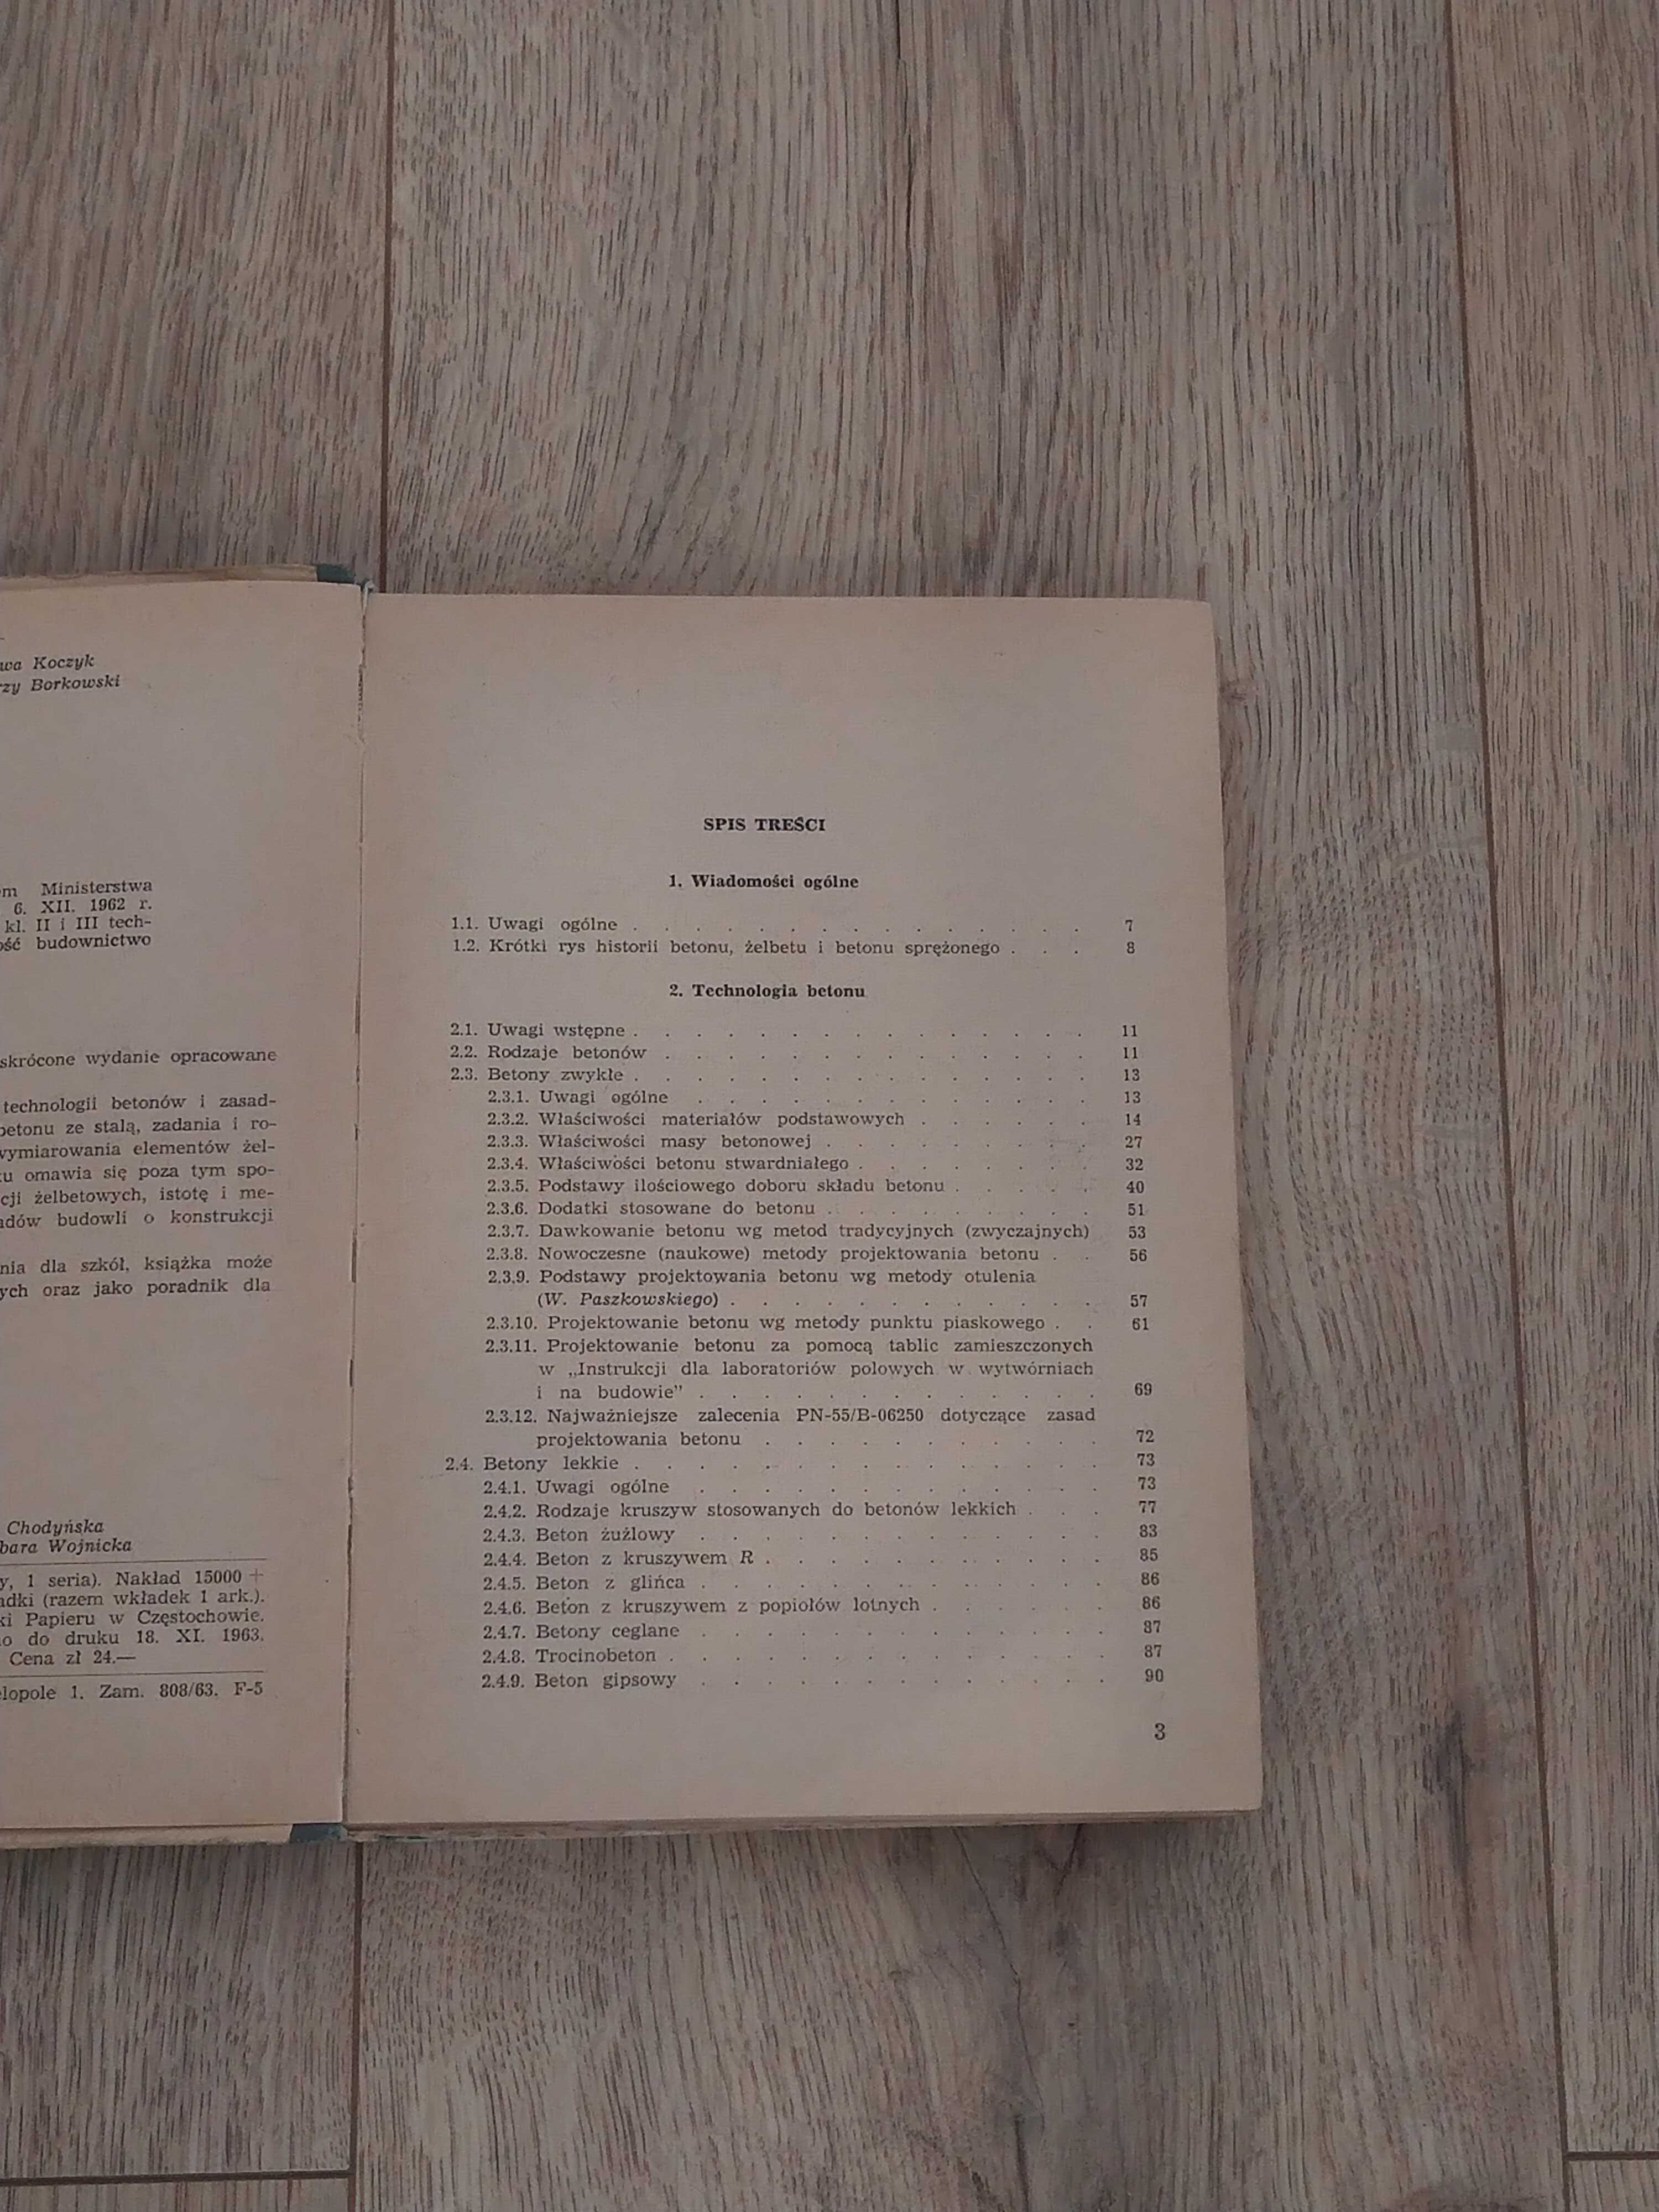 wa Koczyk
rzy Borkowski
m Ministerstwa
6. XII. 1962 r.
kl. II i III tech-
ość budownictwo
skrócone wydanie opracowane
technologii betonów i zasad-
betonu ze stalą, zadania i ro-
wymiarowania elementów żel-
u omawia się poza tym spo-
cji żelbetowych, istotę i me-
adów budowli o konstrukcji
nia dla szkół, książka może
ych oraz jako poradnik dla
Chodyńska
bara Wojnicka
y, 1 seria). Nakład 15000 +
adki (razem wkładek 1 ark.).
ki Papieru w Częstochowie.
o do druku 18. XI. 1963.
Cena zł 24.—
elopole 1. Zam. 808/63. F-5
SPIS TREŚCI
1. Wiadomości ogólne
1.1. Uwagi ogólne . . . . . . . . . . . . . . . 7
1.2. Krótki rys historii betonu, żelbetu i betonu sprężonego . . . 8
2. Technologia betonu
2.1. Uwagi wstępne . . . . . . . . . . . . . . . 11
2.2. Rodzaje betonów . . . . . . . . . . . . . . 11
2.3. Betony zwykłe . . . . . . . . . . . . . . . 13
2.3.1. Uwagi ogólne . . . . . . . . . . . . . 13
2.3.2. Właściwości materiałów podstawowych . . . . . . 14
2.3.3. Właściwości masy betonowej . . . . . . . . . 27
2.3.4. Właściwości betonu stwardniałego . . . . . . . . 32
2.3.5. Podstawy ilościowego doboru składu betonu . . . . . 40
2.3.6. Dodatki stosowane do betonu . . . . . . . . . 51
2.3.7. Dawkowanie betonu wg metod tradycyjnych (zwyczajnych) 53
2.3.8. Nowoczesne (naukowe) metody projektowania betonu . . 56
2.3.9. Podstawy projektowania betonu wg metody otulenia
(W. Paszkowskiego) . . . . . . . . . . . . 57
2.3.10. Projektowanie betonu wg metody punktu piaskowego . . 61
2.3.11. Projektowanie betonu za pomocą tablic zamieszczonych
w „Instrukcji dla laboratoriów polowych w wytwórniach
i na budowie” . . . . . . . . . . . . . 69
2.3.12. Najważniejsze zalecenia PN-55/B-06250 dotyczące zasad
projektowania betonu . . . . . . . . . . . 72
2.4. Betony lekkie . . . . . . . . . . . . . . . 73
2.4.1. Uwagi ogólne . . . . . . . . . . . . . 73
2.4.2. Rodzaje kruszyw stosowanych do betonów lekkich . . . 77
2.4.3. Beton żużlowy . . . . . . . . . . . . . 83
2.4.4. Beton z kruszywem R . . . . . . . . . . . 85
2.4.5. Beton z glińca . . . . . . . . . . . . . 86
2.4.6. Beton z kruszywem z popiołów lotnych . . . . . . 86
2.4.7. Betony ceglane . . . . . . . . . . . . . 87
2.4.8. Trocinobeton . . . . . . . . . . . . . . 87
2.4.9. Beton gipsowy . . . . . . . . . . . . . 90
3